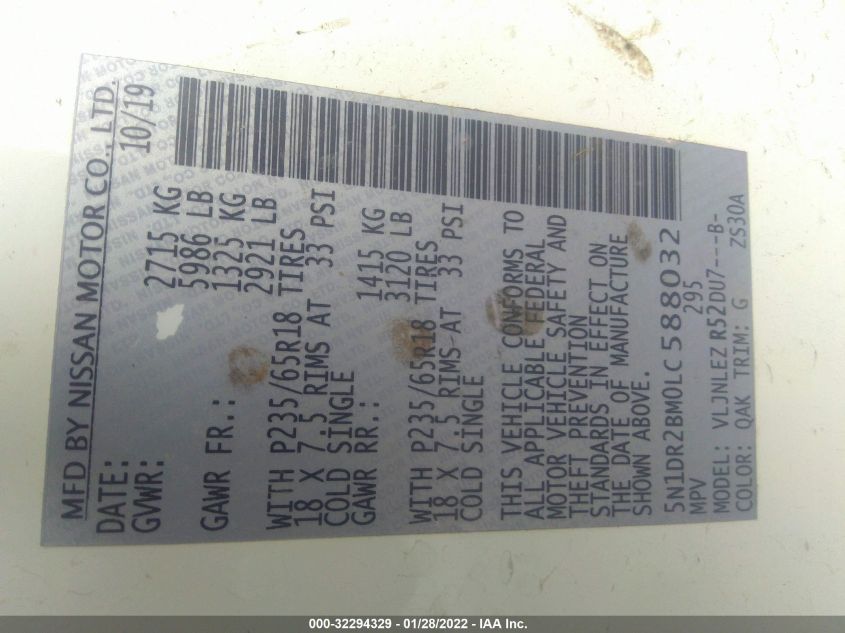 MFD BY NISSAN MOTOR CO., LTD.
DATE: 10/19
GVWR: 2715 KG
5986 LB
GAWR FR.: 1325 KG
2921 LB
WITH P235/65R18 TIRES
18 X 7.5 RIMS AT 33 PSI
COLD SINGLE
GAWR RR.: 1415 KG
3120 LB
WITH P235/65R18 TIRES
18 X 7.5 RIMS AT 33 PSI
COLD SINGLE
THIS VEHICLE CONFORMS TO
ALL APPLICABLE FEDERAL
MOTOR VEHICLE SAFETY AND
THEFT PREVENTION
STANDARDS IN EFFECT ON
THE DATE OF MANUFACTURE
SHOWN ABOVE.
5N1DR2BM0LC588032
MPV 295
MODEL: VLJNLEZ R52DU7---B-
COLOR: QAK TRIM: G ZS30A
000-32294329 - 01/28/2022 - IAA Inc.